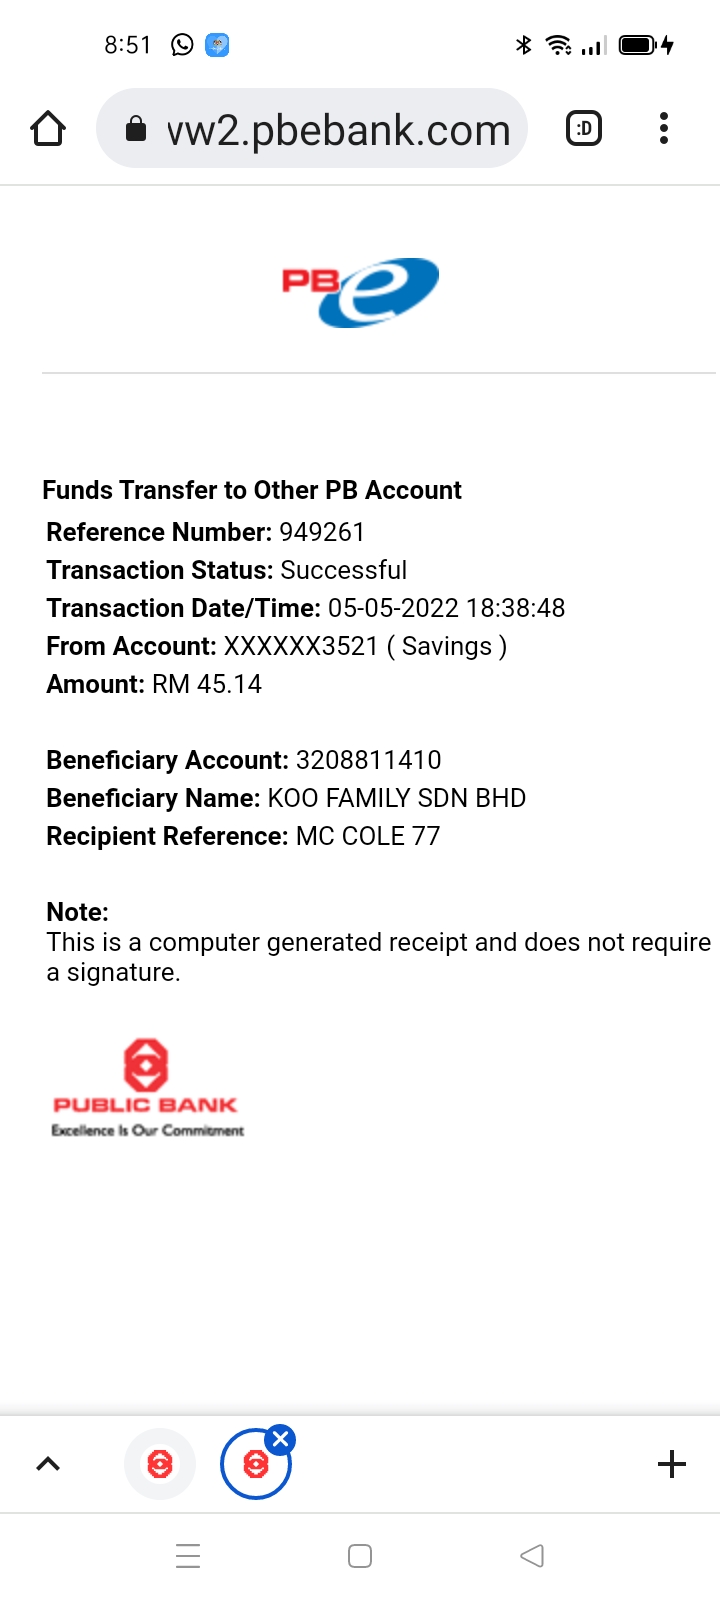 8:51
vw2.pbebank.com
:D
PBe
Funds Transfer to Other PB Account
Reference Number: 949261
Transaction Status: Successful
Transaction Date/Time: 05-05-2022 18:38:48
From Account: XXXXXX3521 ( Savings )
Amount: RM 45.14
Beneficiary Account: 3208811410
Beneficiary Name: KOO FAMILY SDN BHD
Recipient Reference: MC COLE 77
Note:
This is a computer generated receipt and does not require
a signature.
PUBLIC BANK
Excellence Is Our Commitment